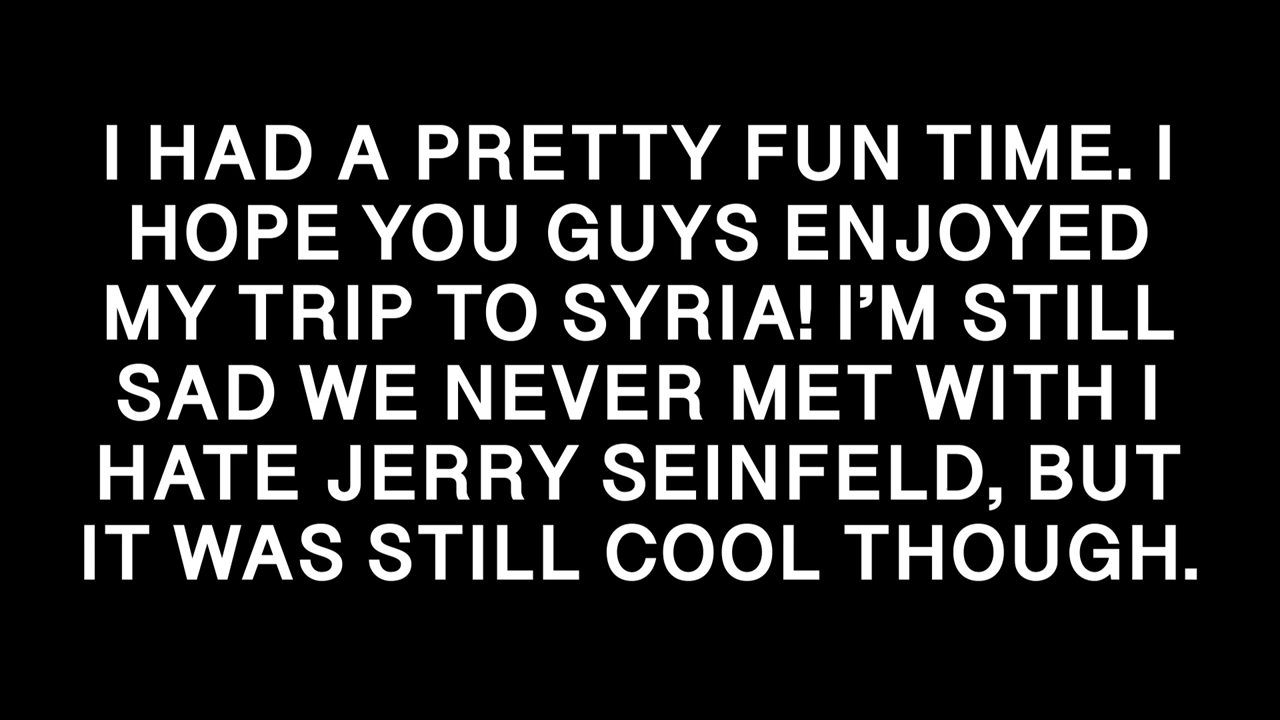 I HAD A PRETTY FUN TIME. I
HOPE YOU GUYS ENJOYED
MY TRIP TO SYRIA! I’M STILL
SAD WE NEVER MET WITH I
HATE JERRY SEINFELD, BUT
IT WAS STILL COOL THOUGH.